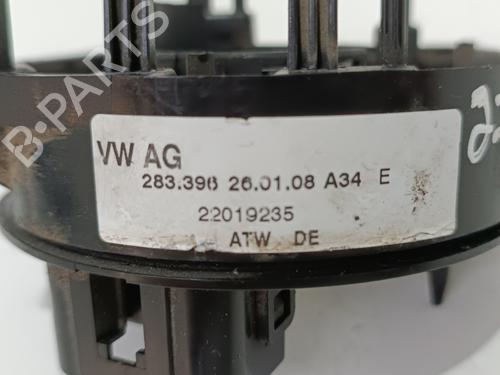 B-PARTS
VW AG
283.396 26.01.08 A34 E
22019235
ATW DE